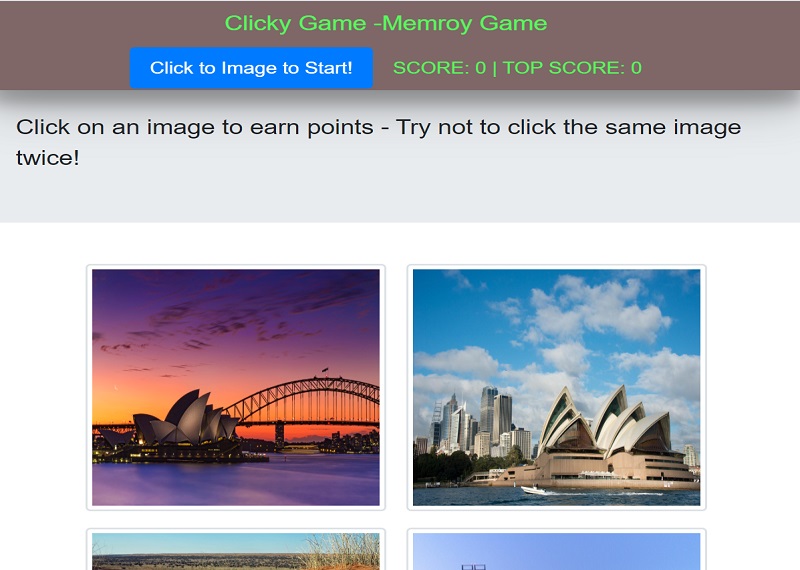 Clicky Game -Memroy Game
Click to Image to Start! SCORE: 0 | TOP SCORE: 0
Click on an image to earn points - Try not to click the same image
twice!